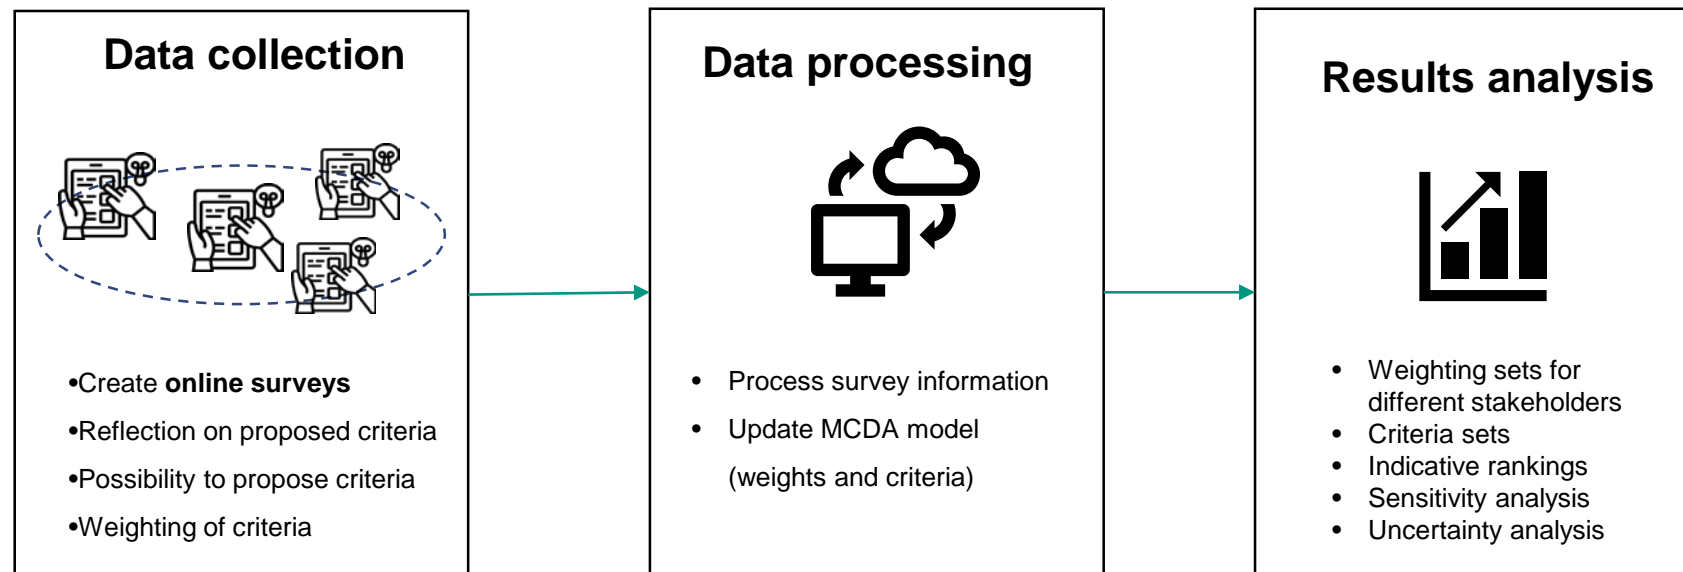 Data collection
•Create online surveys
•Reflection on proposed criteria
•Possibility to propose criteria
•Weighting of criteria
Data processing
• Process survey information
• Update MCDA model
(weights and criteria)
Results analysis
• Weighting sets for
different stakeholders
• Criteria sets
• Indicative rankings
• Sensitivity analysis
• Uncertainty analysis